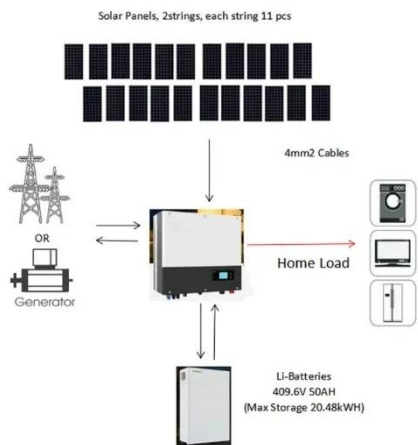 Solar Panels, 2strings, each string 11 pcs
4mm2 Cables
OR
Generator
Home Load
Li-Batteries
409.6V 50AH
(Max Storage 20.48kWH)